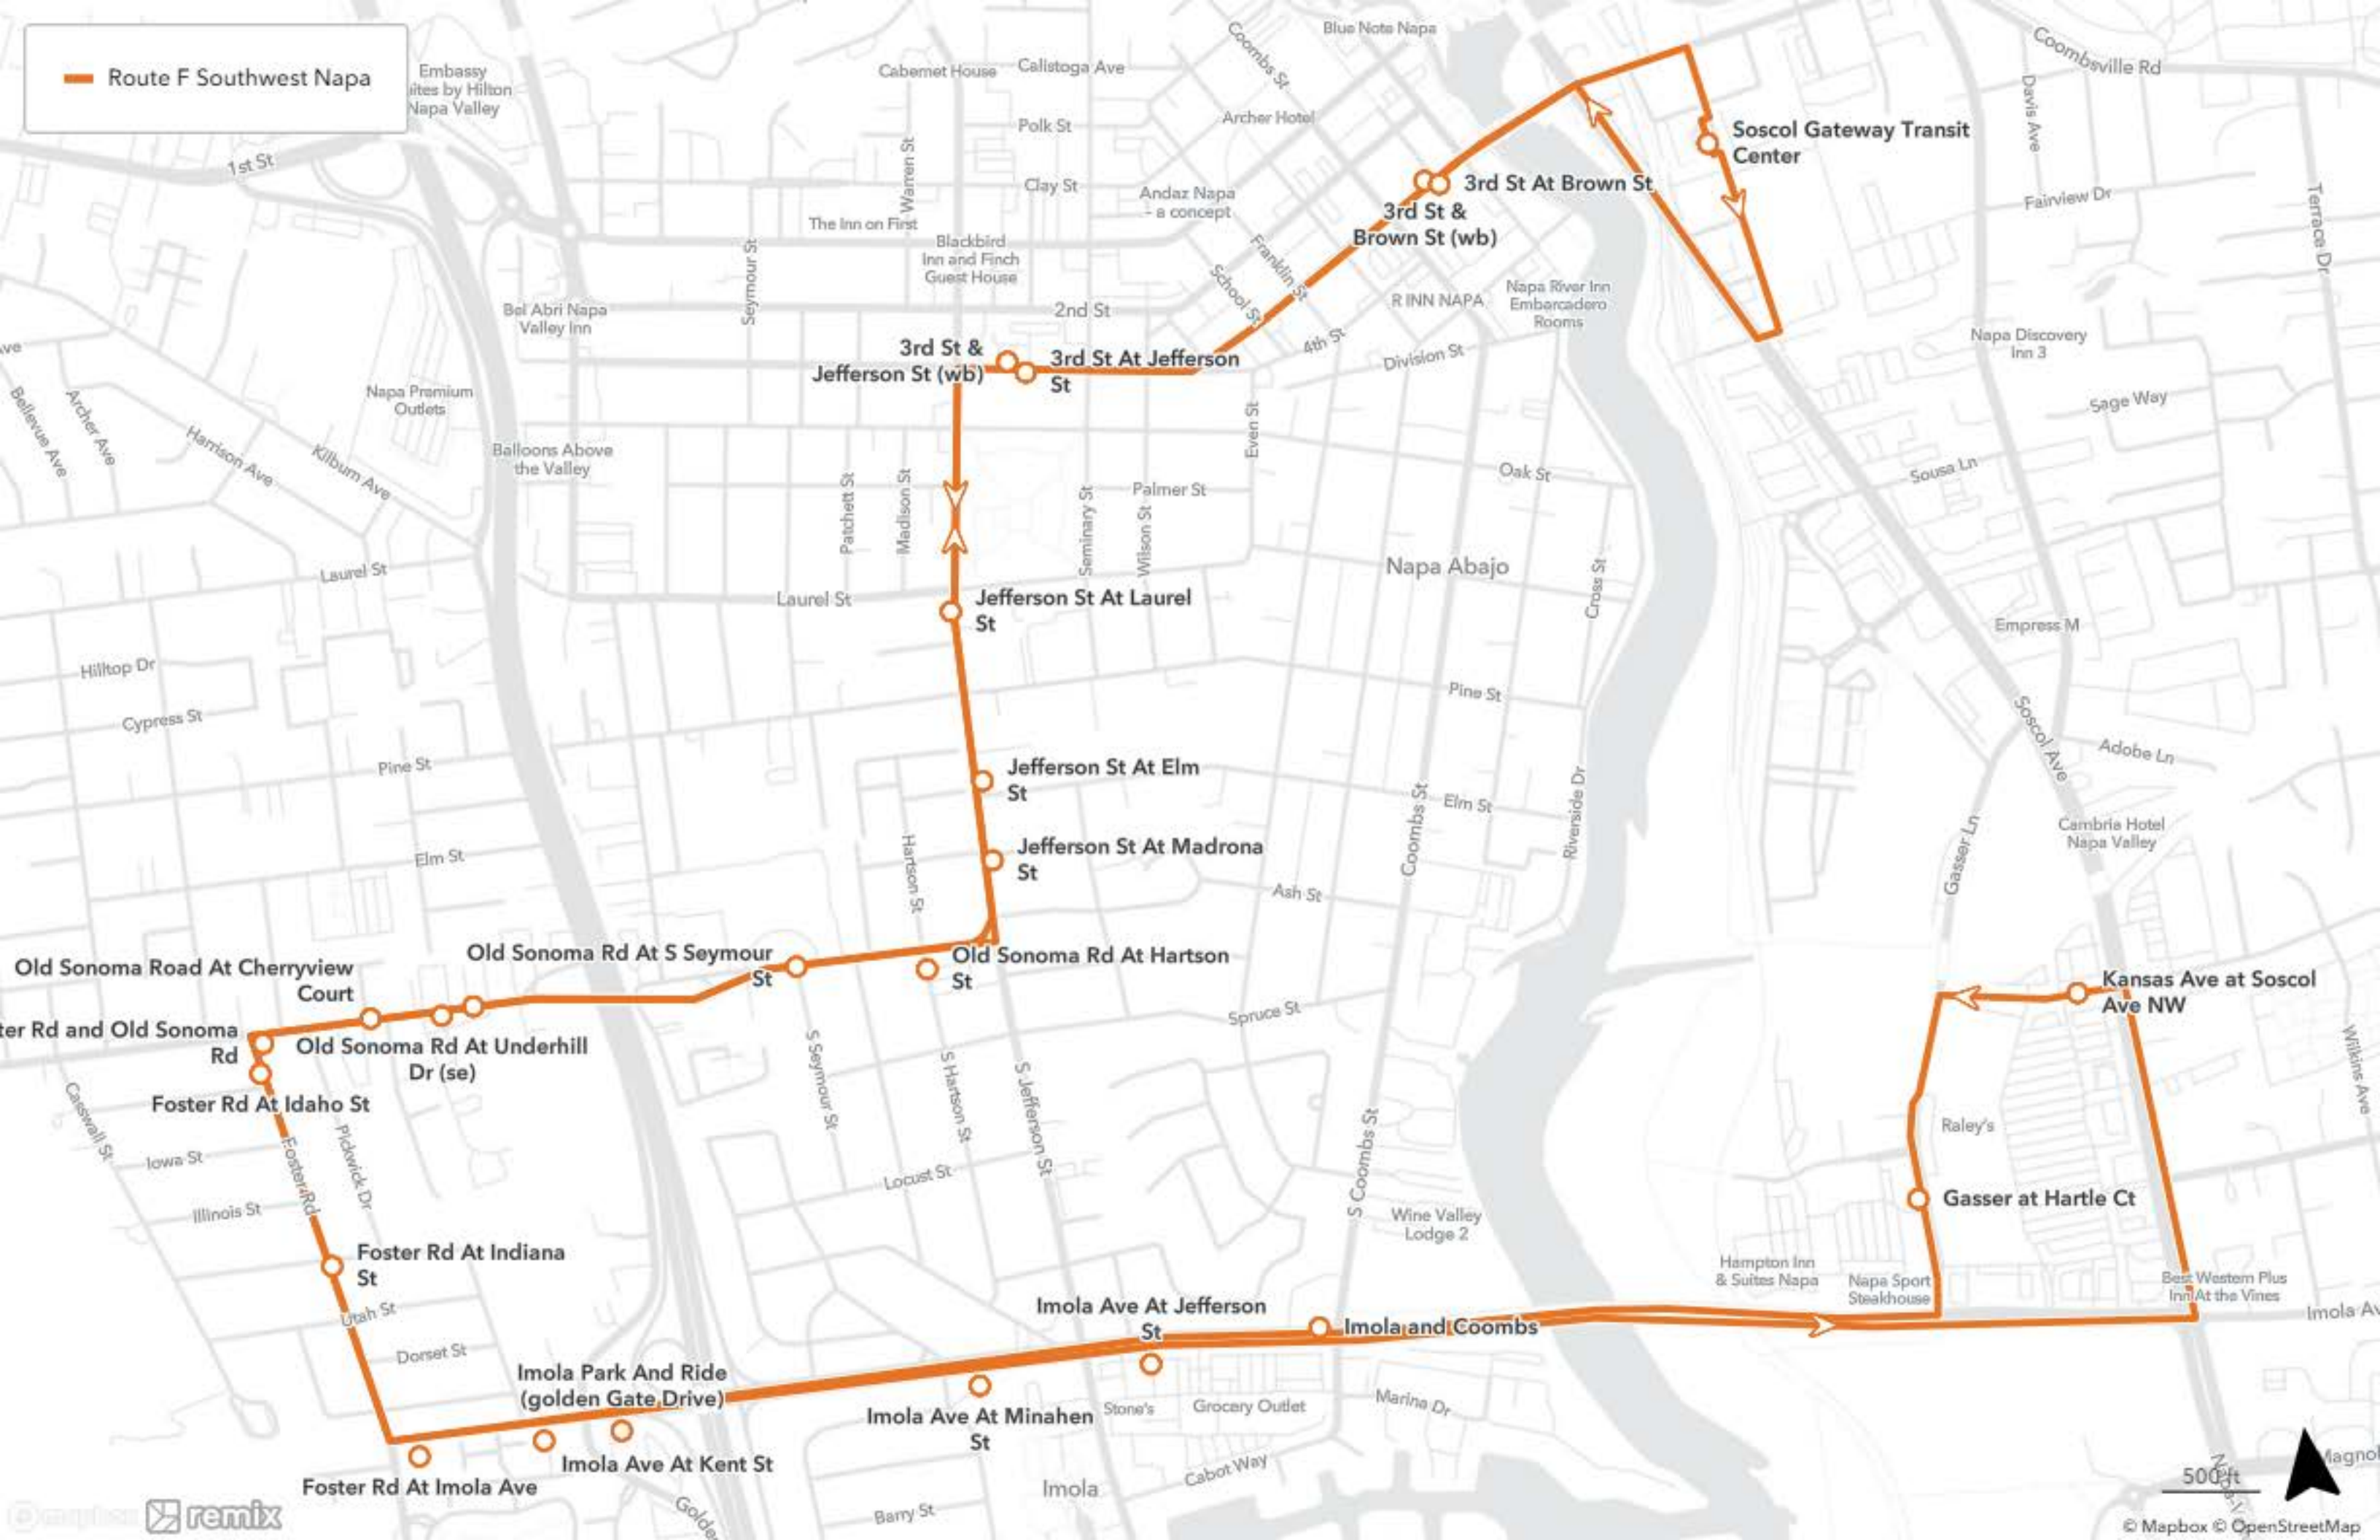 Route F Southwest Napa
Embassy
ites by Hilton
Napa Valley
1st St
Cabernet House
Calistoga Ave
Coombs St
Blue Note Napa
Polk St
Archer Hotel
Warren St
Clay St
Andaz Napa
- a concept
The Inn on First
Blackbird
Inn and Finch
Guest House
Seymour St
Bel Abri Napa
Valley Inn
2nd St
School St
Franklin St
4th St
R INN NAPA
Division St
Napa River Inn
Embarcadero
Rooms
3rd St At Brown St
3rd St &
Brown St (wb)
Soscol Gateway Transit
Center
Coombsville Rd
Davis Ave
Fairview Dr
Terrace Dr
Napa Discovery
Inn 3
Sage Way
Sousa Ln
3rd St &
Jefferson St (wb)
3rd St At Jefferson
St
ve
Bellevue Ave
Archer Ave
Harrison Ave
Kilburn Ave
Napa Premium
Outlets
Balloons Above
the Valley
Patchett St
Madison St
Seminary St
Wilson St
Palmer St
Even St
Oak St
Napa Abajo
Cross St
Laurel St
Laurel St
Jefferson St At Laurel
St
Empress M
Hilltop Dr
Cypress St
Pine St
Pine St
Soscol Ave
Adobe Ln
Jefferson St At Elm
St
Elm St
Elm St
Coombs St
Riverside Dr
Gasser Ln
Cambria Hotel
Napa Valley
Hartson St
Jefferson St At Madrona
St
Ash St
Old Sonoma Rd At S Seymour
St
Old Sonoma Rd At Hartson
St
Old Sonoma Road At Cherryview
Court
ter Rd and Old Sonoma
Rd
Old Sonoma Rd At Underhill
Dr (se)
Kansas Ave at Soscol
Ave NW
Spruce St
Wilkins Ave
Foster Rd At Idaho St
Casswall St
Iowa St
Illinois St
Foster Rd
Pickwick Dr
S Seymour St
S Hartson St
S Jefferson St
Locust St
S Coombs St
Raley's
Gasser at Hartle Ct
Wine Valley
Lodge 2
Foster Rd At Indiana
St
Utah St
Dorset St
Hampton Inn
& Suites Napa
Napa Sport
Steakhouse
Best Western Plus
Inn At the Vines
Imola Av
Imola Ave At Jefferson
St
Imola and Coombs
Imola Park And Ride
(golden Gate Drive)
Imola Ave At Minahen
St
Stone's
Grocery Outlet
Marina Dr
Imola Ave At Kent St
Foster Rd At Imola Ave
Imola
Cabot Way
Barry St
Golde
Magnol
500 ft
mapbox
remix
© Mapbox © OpenStreetMap